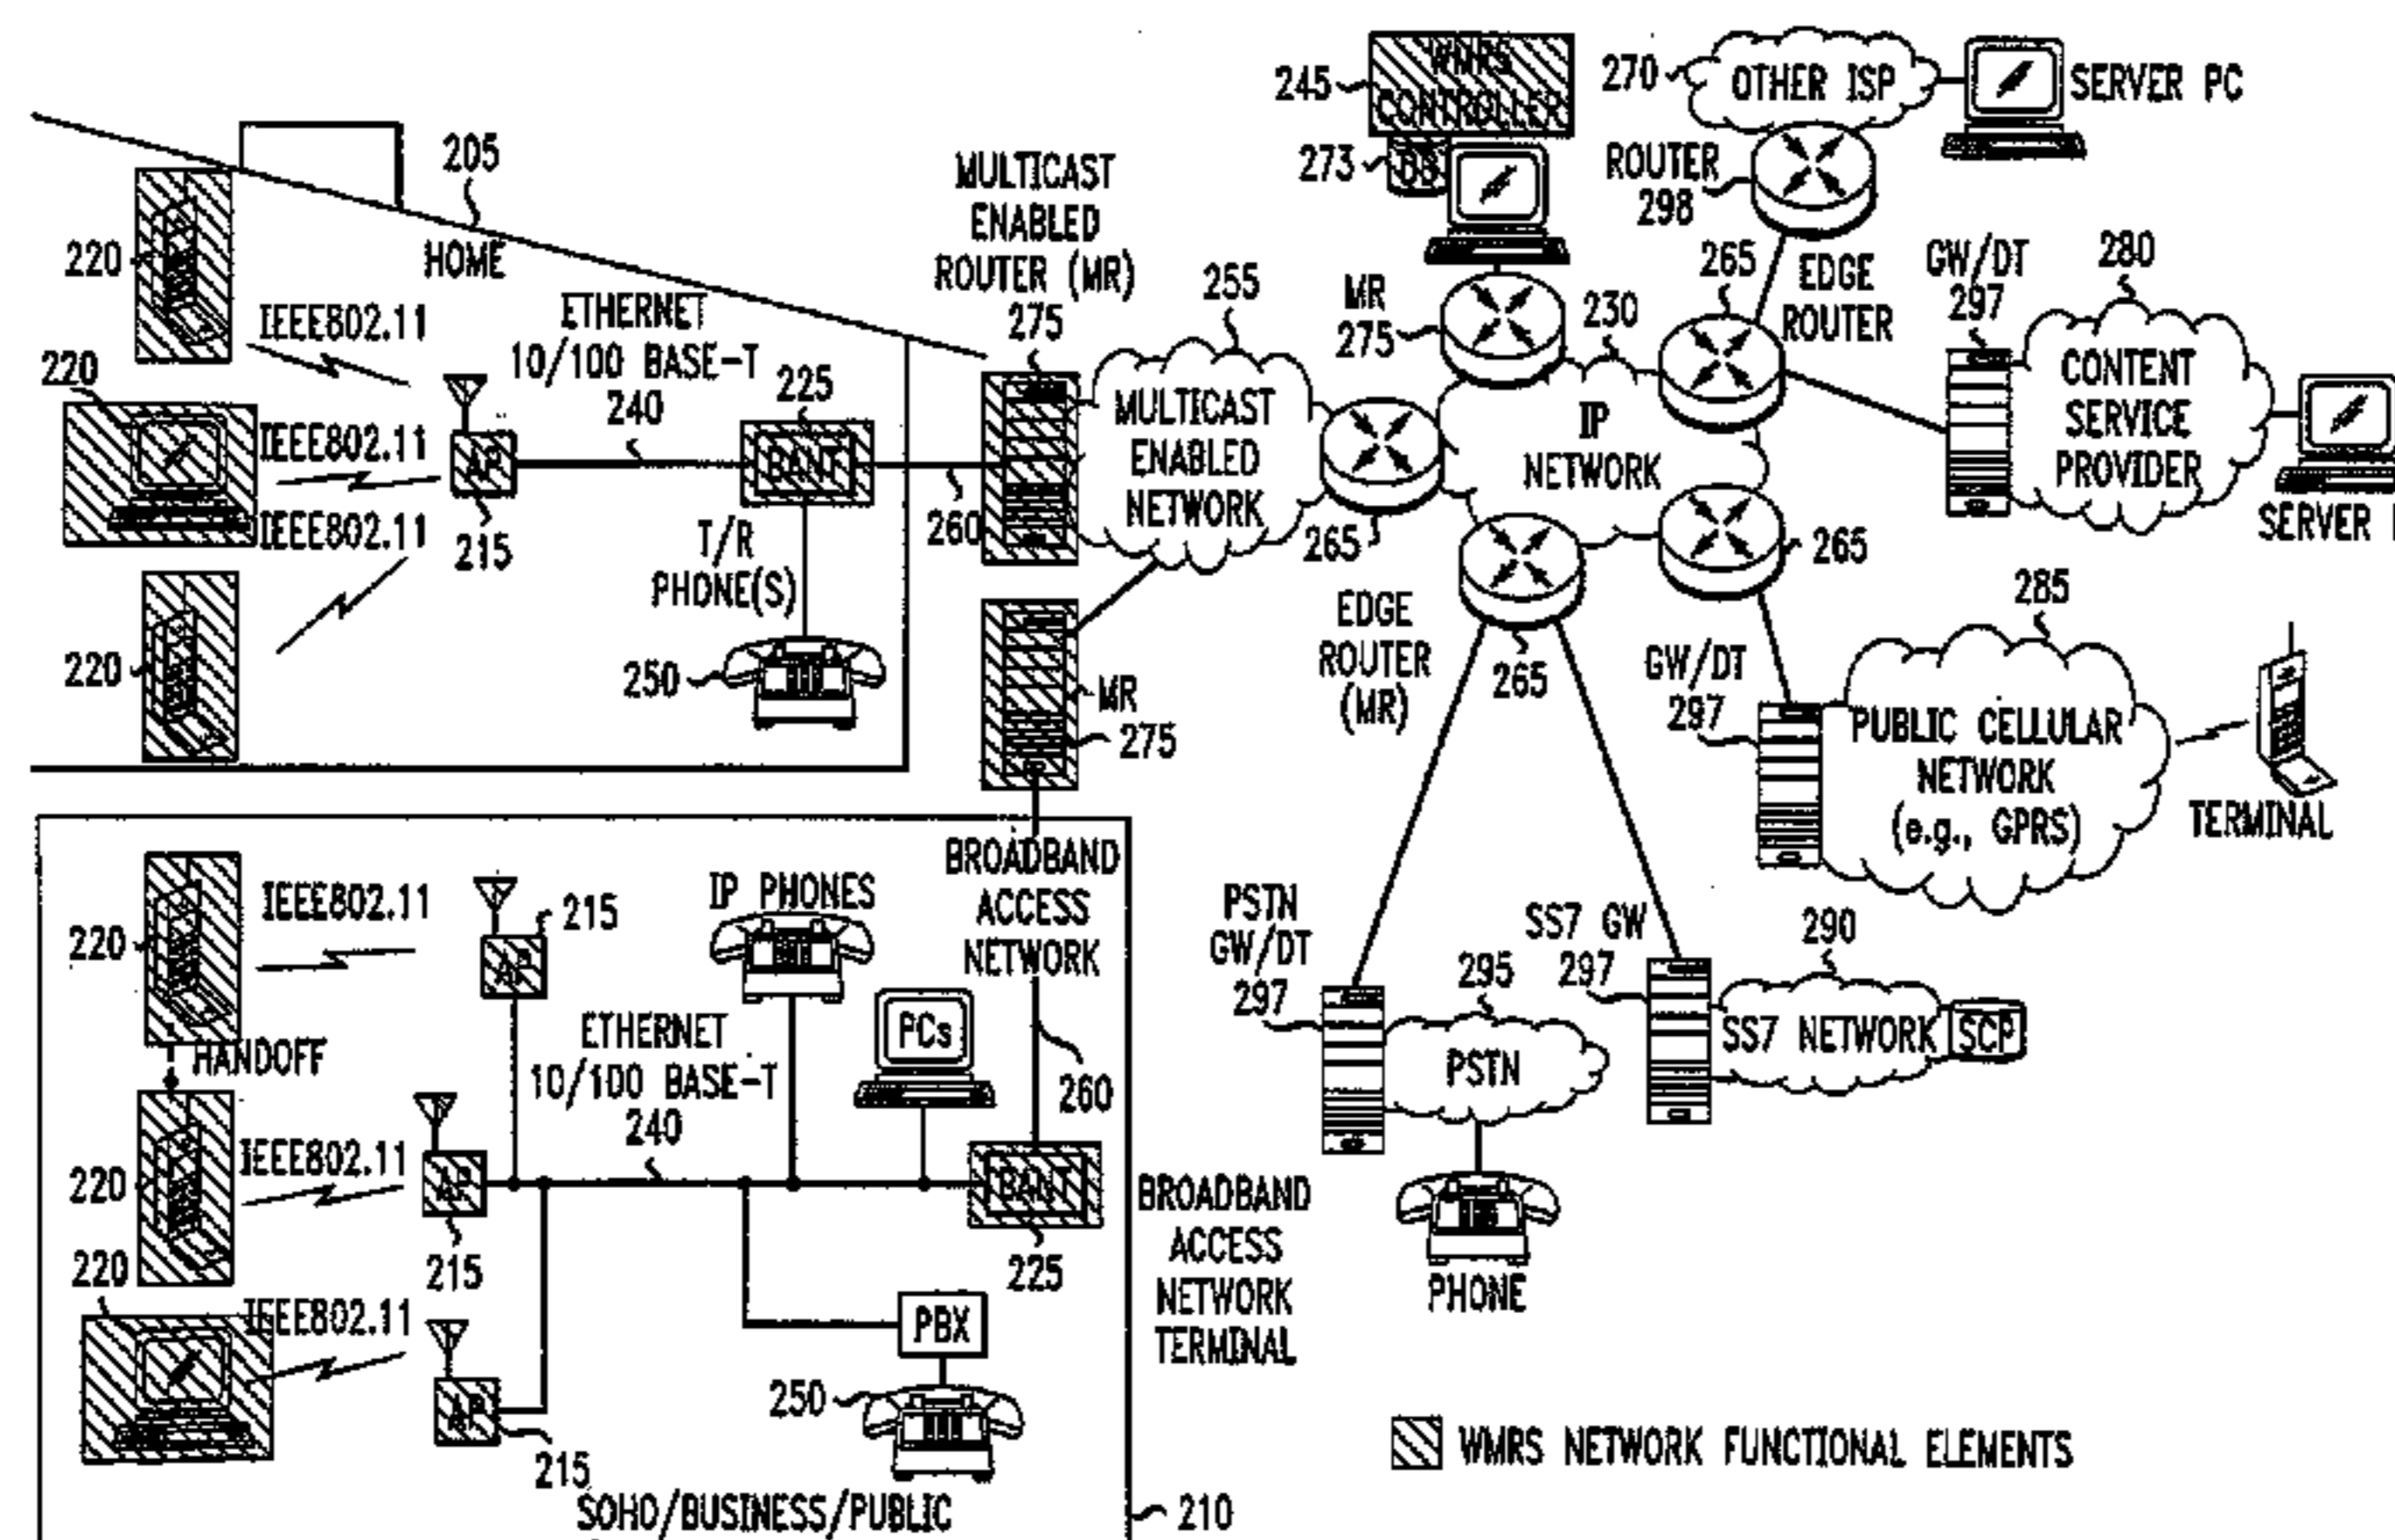 205
HOME
220
IEEE802.11
ETHERNET
10/100 BASE-T
240
220
IEEE802.11
IEEE802.11
AP
215
225
BANT
T/R
PHONE(S)
250
220
260
MULTICAST
ENABLED
ROUTER (MR)
275
255
MULTICAST
ENABLED
NETWORK
MR
275
245
WMRS
CONTROLLER
273
DB
MR
275
230
IP
NETWORK
265
265
EDGE
ROUTER
265
EDGE
ROUTER
(MR)
265
270
OTHER ISP
SERVER PC
ROUTER
298
GW/DT
297
280
CONTENT
SERVICE
PROVIDER
SERVER
GW/DT
297
285
PUBLIC CELLULAR
NETWORK
(e.g., GPRS)
TERMINAL
PSTN
GW/DT
297
295
PSTN
PHONE
SS7 GW
297
290
SS7 NETWORK
SCP
220
IEEE802.11
AP
215
HANDOFF
220
IEEE802.11
AP
215
220
IEEE802.11
AP
215
IP PHONES
ETHERNET
10/100 BASE-T
240
PCs
BROADBAND
ACCESS
NETWORK
260
BANT
225
BROADBAND
ACCESS
NETWORK
TERMINAL
PBX
250
SOHO/BUSINESS/PUBLIC
210
WMRS NETWORK FUNCTIONAL ELEMENTS